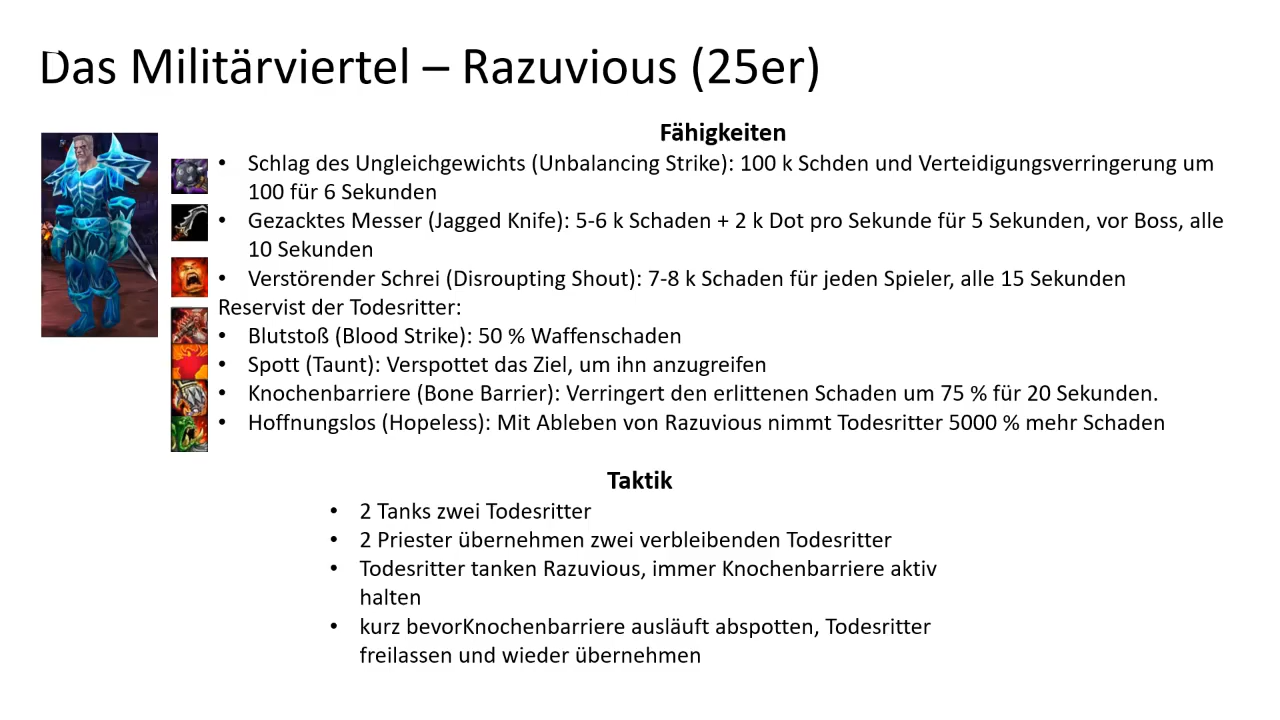 Das Militärviertel – Razuvious (25er)
Fähigkeiten
• Schlag des Ungleichgewichts (Unbalancing Strike): 100 k Schden und Verteidigungsverringerung um
100 für 6 Sekunden
• Gezacktes Messer (Jagged Knife): 5-6 k Schaden + 2 k Dot pro Sekunde für 5 Sekunden, vor Boss, alle
10 Sekunden
• Verstörender Schrei (Disroupting Shout): 7-8 k Schaden für jeden Spieler, alle 15 Sekunden
Reservist der Todesritter:
• Blutstoß (Blood Strike): 50 % Waffenschaden
• Spott (Taunt): Verspottet das Ziel, um ihn anzugreifen
• Knochenbarriere (Bone Barrier): Verringert den erlittenen Schaden um 75 % für 20 Sekunden.
• Hoffnungslos (Hopeless): Mit Ableben von Razuvious nimmt Todesritter 5000 % mehr Schaden
Taktik
• 2 Tanks zwei Todesritter
• 2 Priester übernehmen zwei verbleibenden Todesritter
• Todesritter tanken Razuvious, immer Knochenbarriere aktiv
halten
• kurz bevorKnochenbarriere ausläuft abspotten, Todesritter
freilassen und wieder übernehmen